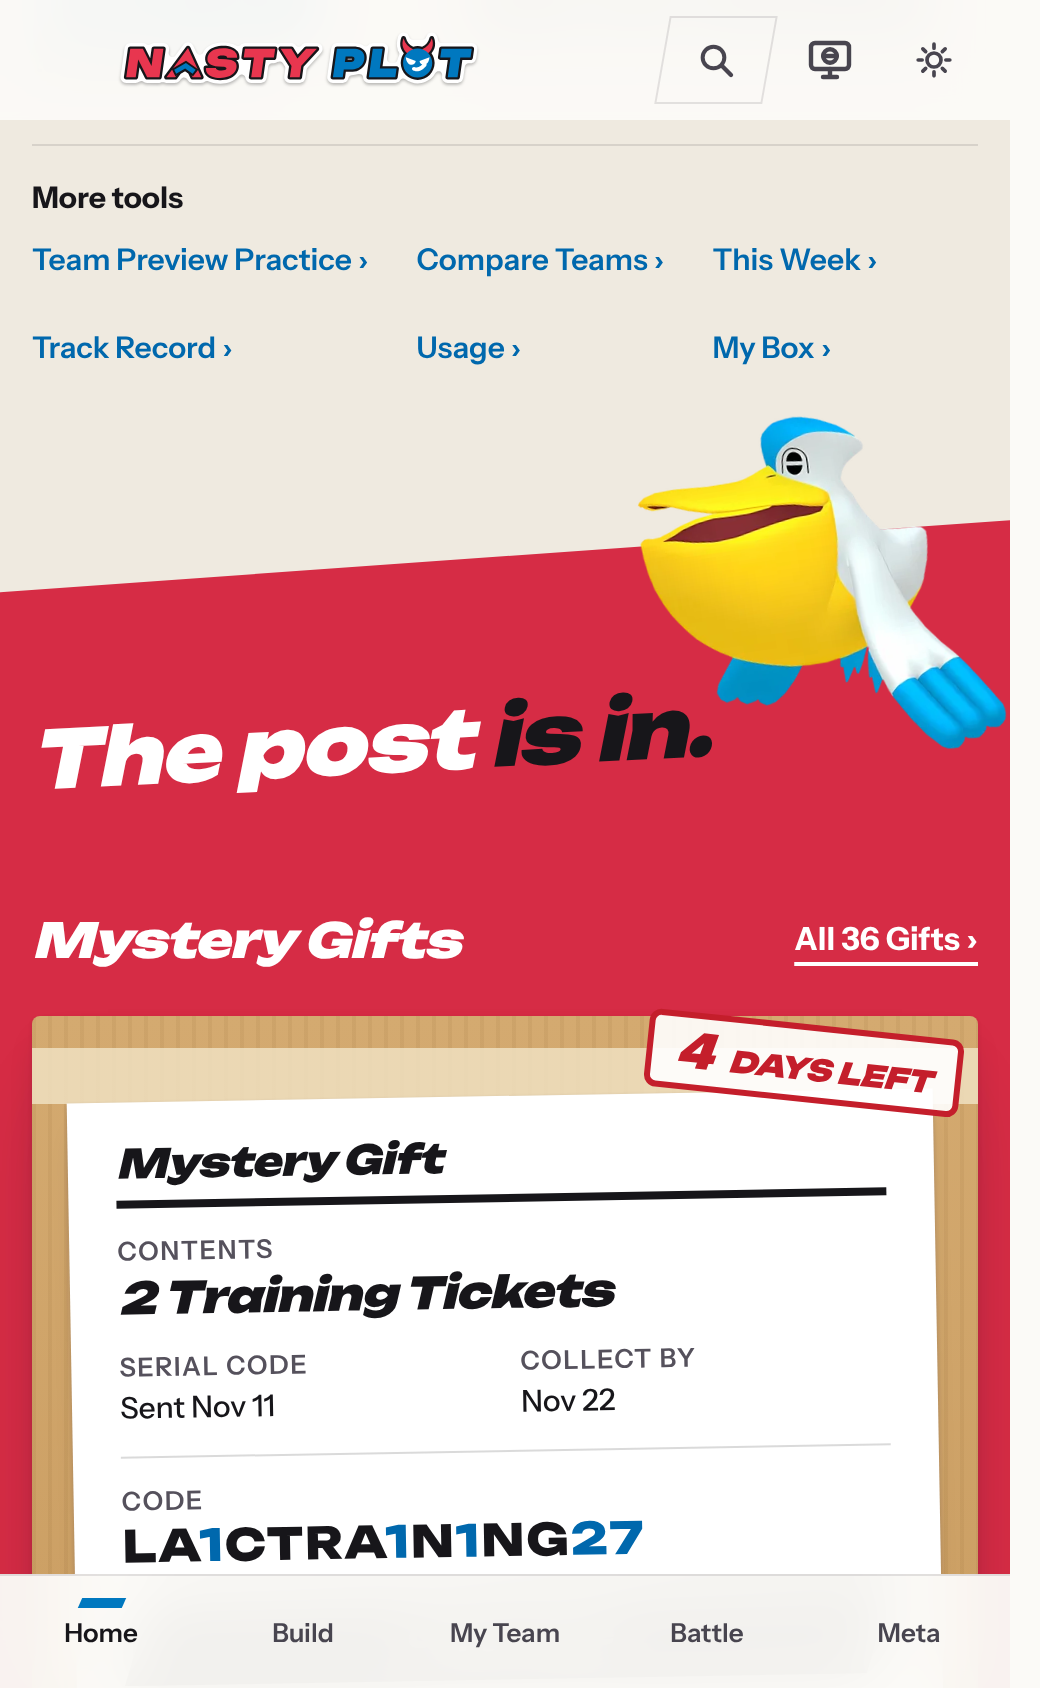 NASTY PLOT
More tools
Team Preview Practice ›
Compare Teams ›
This Week ›
Track Record ›
Usage ›
My Box ›
The post is in.
Mystery Gifts
All 36 Gifts ›
4 DAYS LEFT
Mystery Gift
CONTENTS
2 Training Tickets
SERIAL CODE
Sent Nov 11
COLLECT BY
Nov 22
CODE
LA1CTRA1N1NG27
Home
Build
My Team
Battle
Meta